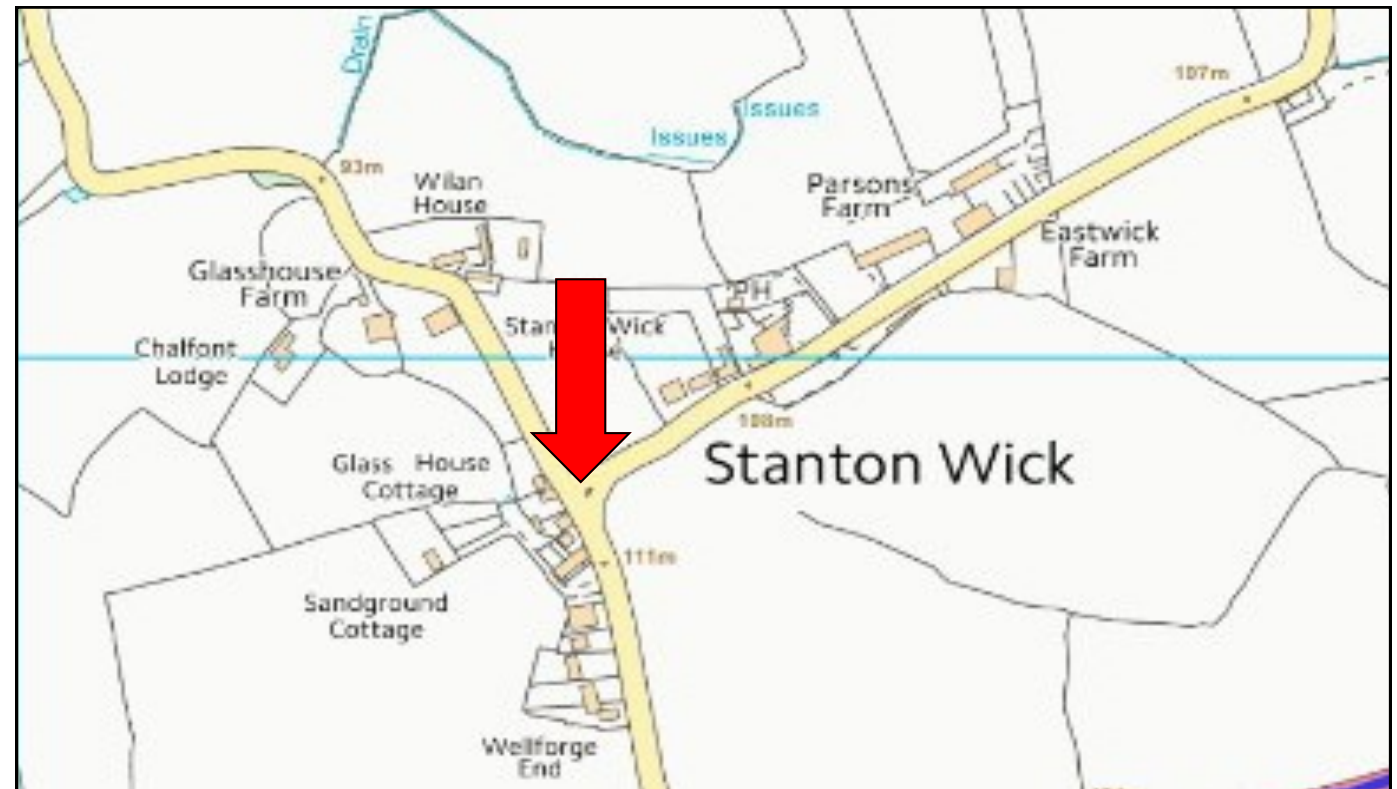 Drain
107m
Issues
Issues
93m
Wilan
House
Parsons
Farm
Eastwick
Farm
Glasshouse
Farm
PH
Wick
Chalfont
Lodge
108m
Stanton Wick
Glass House
Cottage
111m
Sandground
Cottage
Wellforge
End